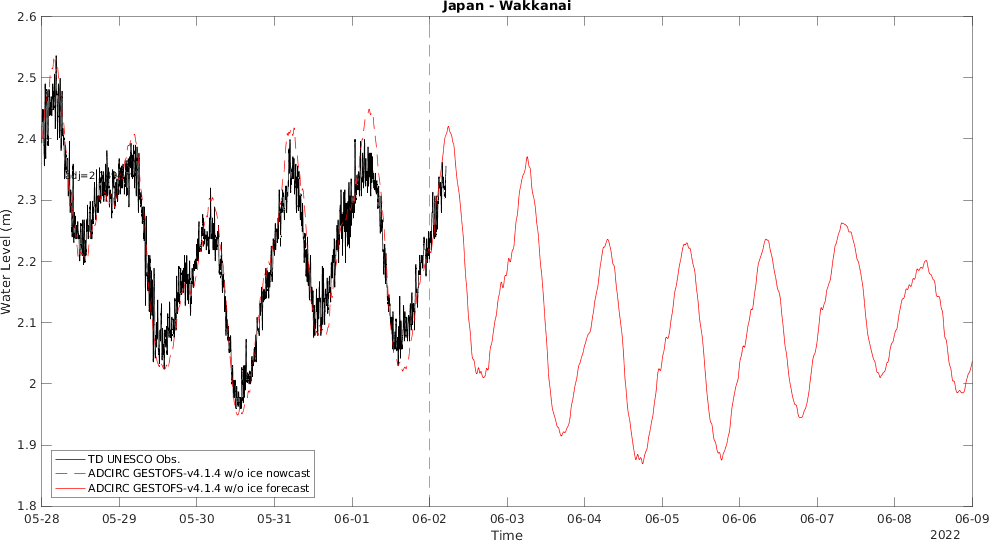 Japan - Wakkanai
2.6
2.5
2.4
2.3
2.2
2.1
2
1.9
1.8
Water Level (m)
TD UNESCO Obs.
ADCIRC GESTOFS-v4.1.4 w/o ice nowcast
ADCIRC GESTOFS-v4.1.4 w/o ice forecast
05-28 05-29 05-30 05-31 06-01 06-02 06-03 06-04 06-05 06-06 06-07 06-08 06-09
Time
2022